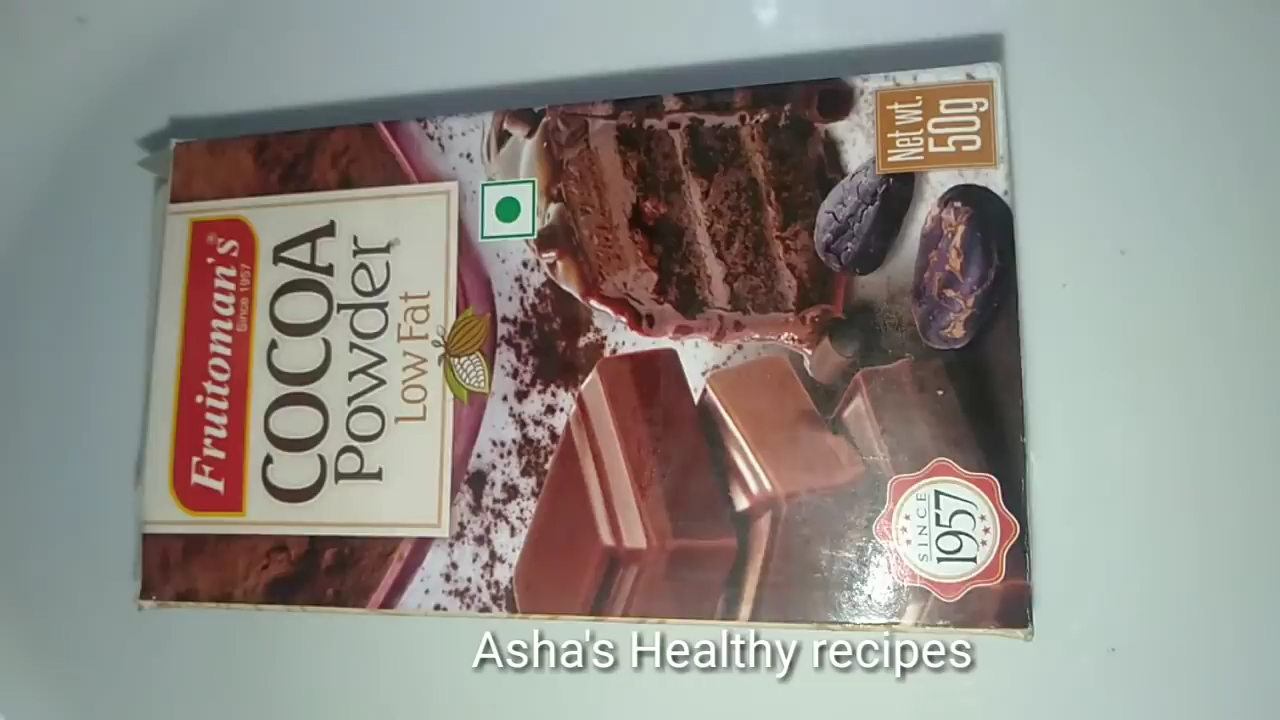 Fruitoman's®
Since 1957
COCOA
Powder®
Low Fat
Net wt.
50g
SINCE
1957
Asha's Healthy recipes